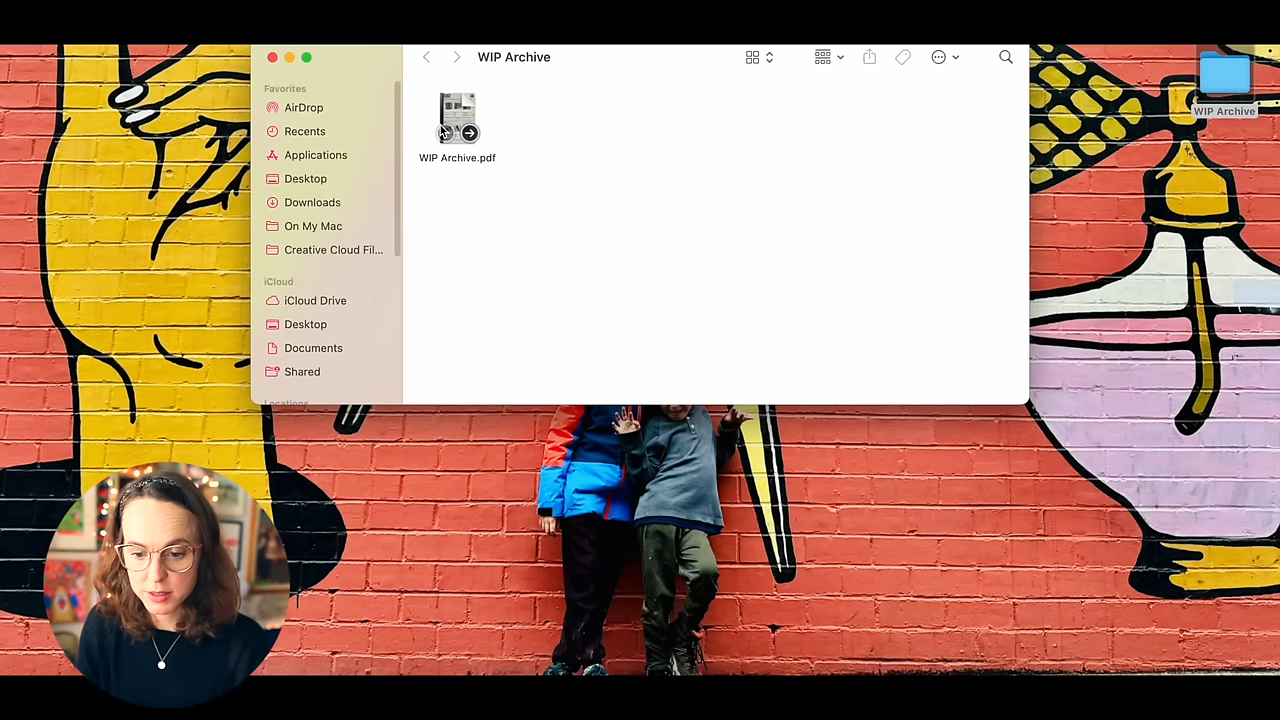 WIP Archive
Favorites
AirDrop
Recents
Applications
Desktop
Downloads
On My Mac
Creative Cloud Fil...
iCloud
iCloud Drive
Desktop
Documents
Shared
Locations
WIP Archive.pdf
WIP Archive